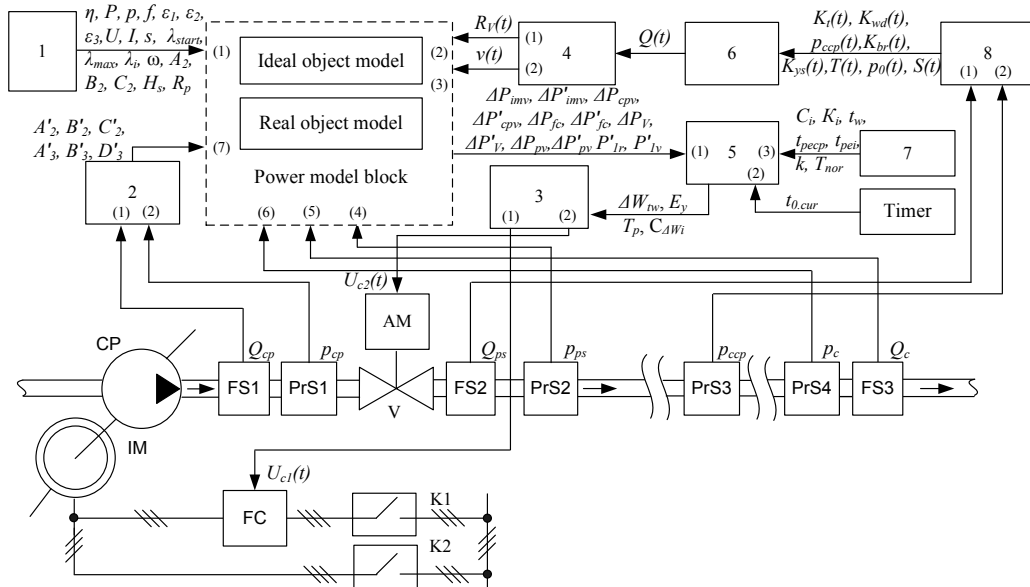 η, P, p, f, ε1, ε2,
ε3,U, I, s, λstart,
λmax, λi, ω, A2,
B2, C2, Hs, Rp
1
(1)
Ideal object model
Real object model
Power model block
(2)
(3)
(7)
(6)
(5)
(4)
RV(t)
v(t)
(1)
(2)
4
Q(t)
6
Kt(t), Kwd(t),
pccp(t),Kbr(t),
Kys(t),T(t), p0(t), S(t)
8
(1)
(2)
A'2, B'2, C'2,
A'3, B'3, D'3
2
(1)
(2)
ΔPimv, ΔP'imv, ΔPcpv,
ΔP'cpv, ΔPfc, ΔP'fc, ΔPV,
ΔP'V, ΔPpv,ΔP'pv P'1r, P'1v
(1)
5
(3)
(2)
Ci, Ki, tw,
tpecp, tpei,
k, Tnor
7
Timer
t0.cur
3
(1)
(2)
ΔWtw, Ey
Tp, CΔWi
Uc2(t)
AM
CP
Qcp
pcp
Qps
pps
pccp
pc
Qc
FS1
PrS1
V
FS2
PrS2
PrS3
PrS4
FS3
IM
Uc1(t)
FC
K1
K2